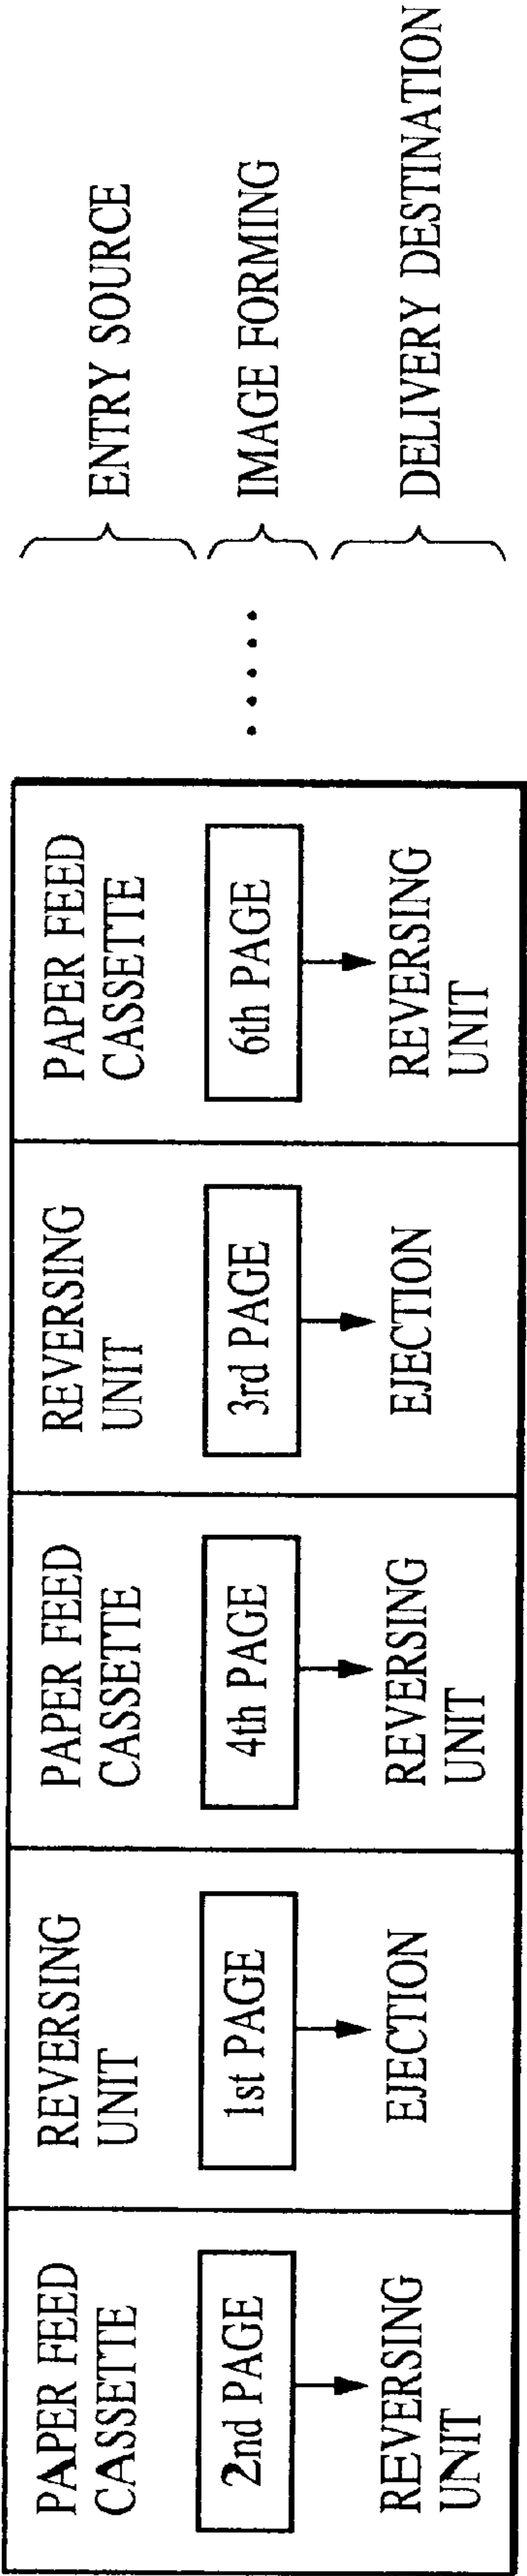 PAPER FEED
CASSETTE
2nd PAGE
REVERSING
UNIT
REVERSING
UNIT
1st PAGE
EJECTION
PAPER FEED
CASSETTE
4th PAGE
REVERSING
UNIT
REVERSING
UNIT
3rd PAGE
EJECTION
PAPER FEED
CASSETTE
6th PAGE
REVERSING
UNIT
ENTRY SOURCE
IMAGE FORMING
DELIVERY DESTINATION